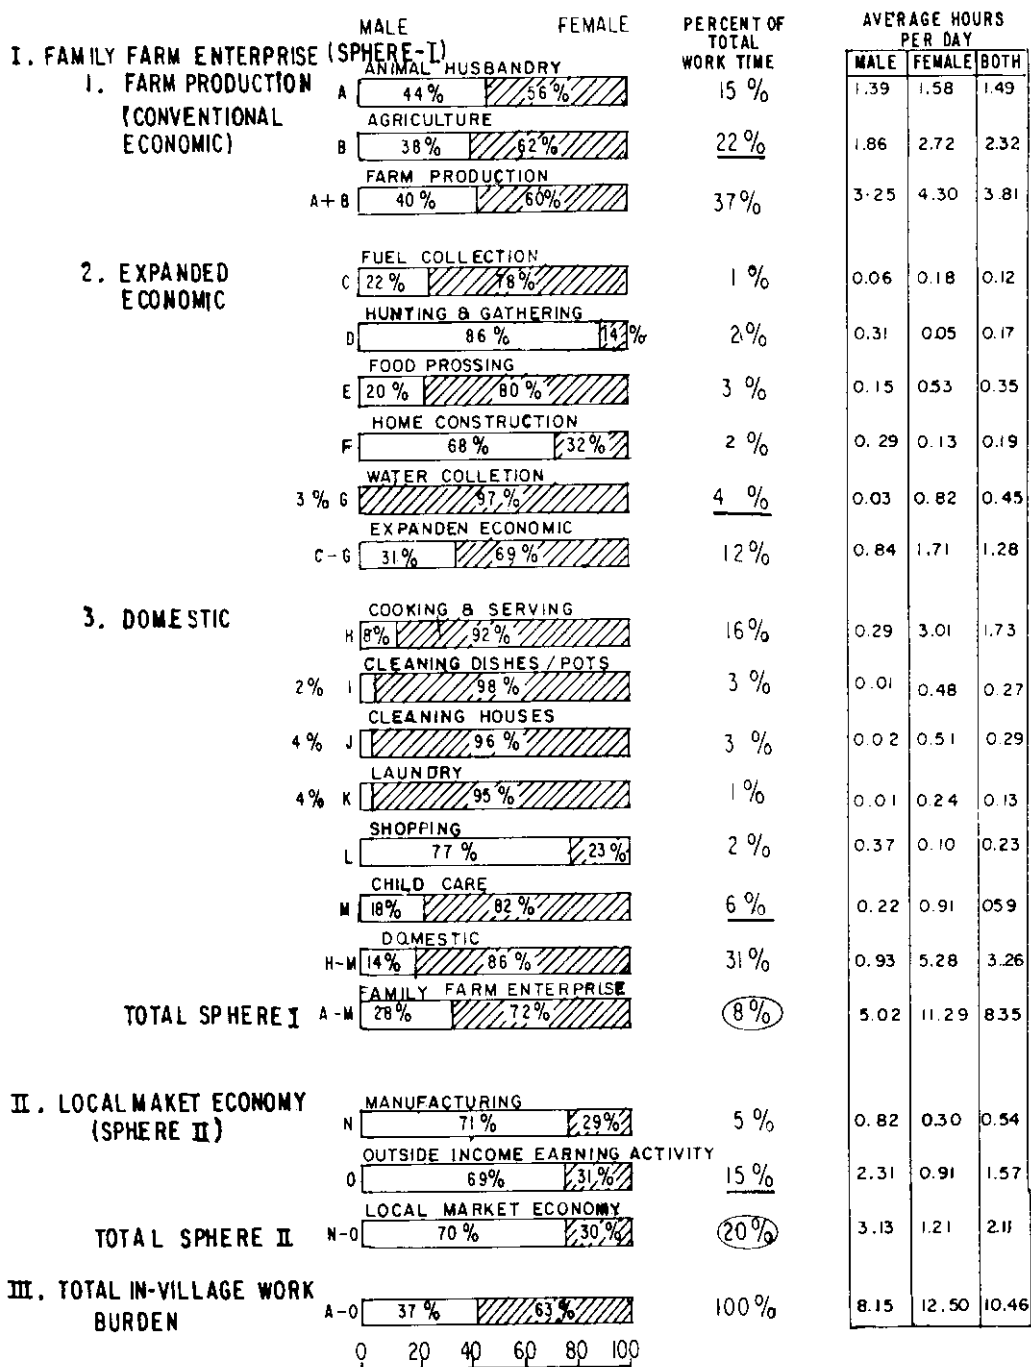 MALE FEMALE PERCENT OF TOTAL WORK TIME AVERAGE HOURS PER DAY
MALE FEMALE BOTH
I. FAMILY FARM ENTERPRISE (SPHERE-I)
1. FARM PRODUCTION (CONVENTIONAL ECONOMIC)
ANIMAL HUSBANDRY
A 44% 56% 15% 1.39 1.58 1.49
AGRICULTURE
B 38% 62% 22% 1.86 2.72 2.32
FARM PRODUCTION
A+B 40% 60% 37% 3.25 4.30 3.81
2. EXPANDED ECONOMIC
FUEL COLLECTION
C 22% 78% 1% 0.06 0.18 0.12
HUNTING & GATHERING
D 86% 14% 2% 0.31 0.05 0.17
FOOD PROSSING
E 20% 80% 3% 0.15 053 0.35
HOME CONSTRUCTION
F 68% 32% 2% 0.29 0.13 0.19
WATER COLLETION
3% G 97% 4% 0.03 0.82 0.45
EXPANDEN ECONOMIC
C-G 31% 69% 12% 0.84 1.71 1.28
3. DOMESTIC
COOKING & SERVING
H 8% 92% 16% 0.29 3.01 1.73
CLEANING DISHES / POTS
2% I 98% 3% 0.01 0.48 0.27
CLEANING HOUSES
4% J 96% 3% 0.02 0.51 0.29
LAUNDRY
4% K 95% 1% 0.01 0.24 0.13
SHOPPING
L 77% 23% 2% 0.37 0.10 0.23
CHILD CARE
M 18% 82% 6% 0.22 0.91 059
DOMESTIC
H-M 14% 86% 31% 0.93 5.28 3.26
FAMILY FARM ENTERPRISE
TOTAL SPHERE I A-M 28% 72% 8% 5.02 11.29 835
II. LOCAL MAKET ECONOMY (SPHERE II)
MANUFACTURING
N 71% 29% 5% 0.82 0.30 0.54
OUTSIDE INCOME EARNING ACTIVITY
O 69% 31% 15% 2.31 0.91 1.57
LOCAL MARKET ECONOMY
TOTAL SPHERE II N-O 70% 30% 20% 3.13 1.21 2.11
III. TOTAL IN-VILLAGE WORK BURDEN
A-O 37% 63% 100% 8.15 12.50 10.46
0 20 40 60 80 100